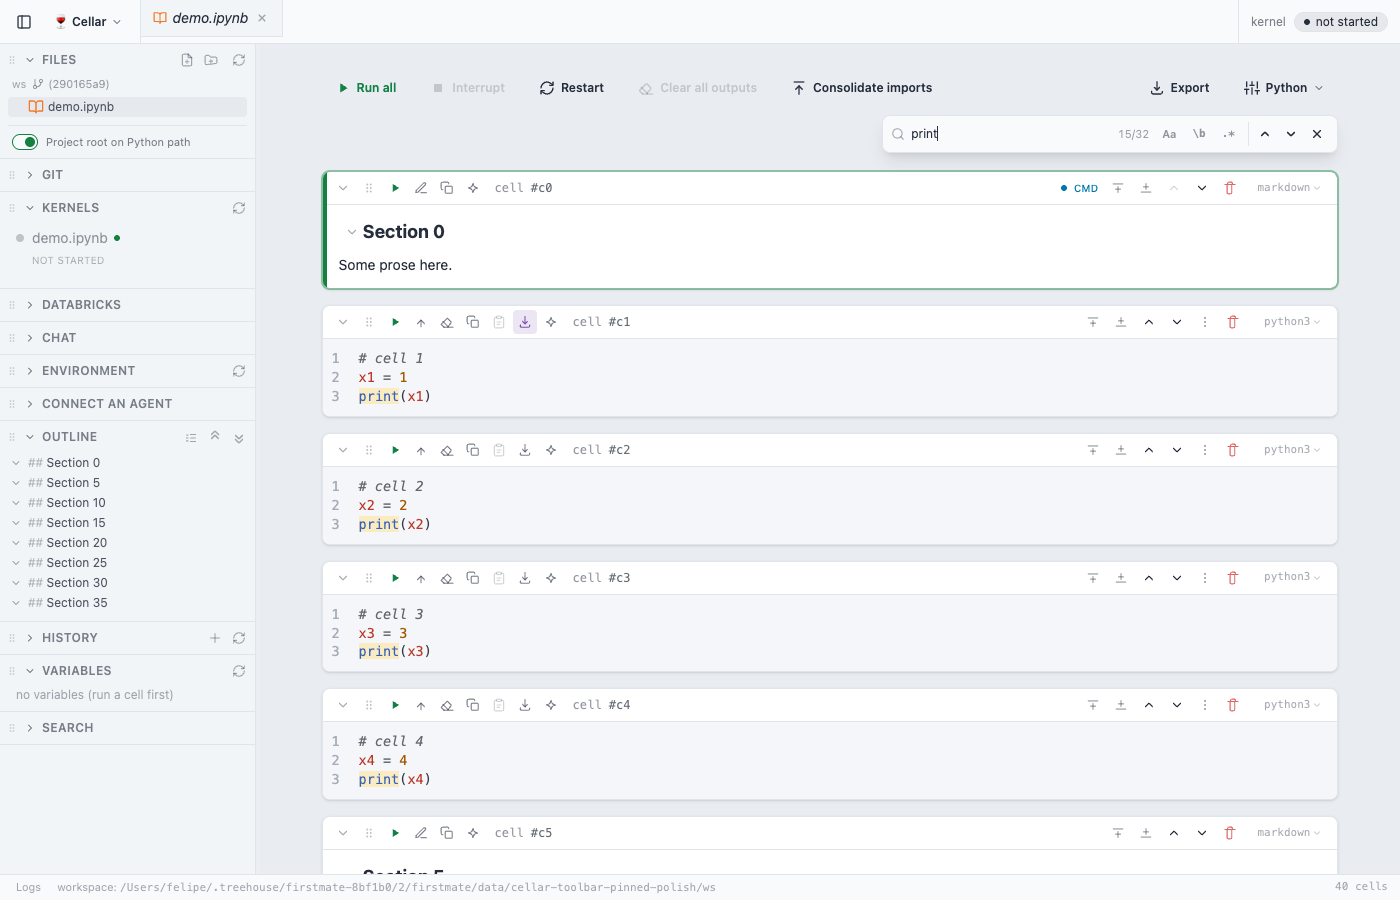 Cellar
demo.ipynb
kernel
not started
FILES
ws (290165a9)
demo.ipynb
Project root on Python path
GIT
KERNELS
demo.ipynb
NOT STARTED
DATABRICKS
CHAT
ENVIRONMENT
CONNECT AN AGENT
OUTLINE
## Section 0
## Section 5
## Section 10
## Section 15
## Section 20
## Section 25
## Section 30
## Section 35
HISTORY
VARIABLES
no variables (run a cell first)
SEARCH
Run all Interrupt Restart Clear all outputs Consolidate imports Export Python
print 15/32 Aa \b .*
cell #c0 CMD markdown
Section 0
Some prose here.
cell #c1 python3
1 # cell 1
2 x1 = 1
3 print(x1)
cell #c2 python3
1 # cell 2
2 x2 = 2
3 print(x2)
cell #c3 python3
1 # cell 3
2 x3 = 3
3 print(x3)
cell #c4 python3
1 # cell 4
2 x4 = 4
3 print(x4)
cell #c5 markdown
Section 5
Logs workspace: /Users/felipe/.treehouse/firstmate-8bf1b0/2/firstmate/data/cellar-toolbar-pinned-polish/ws 40 cells